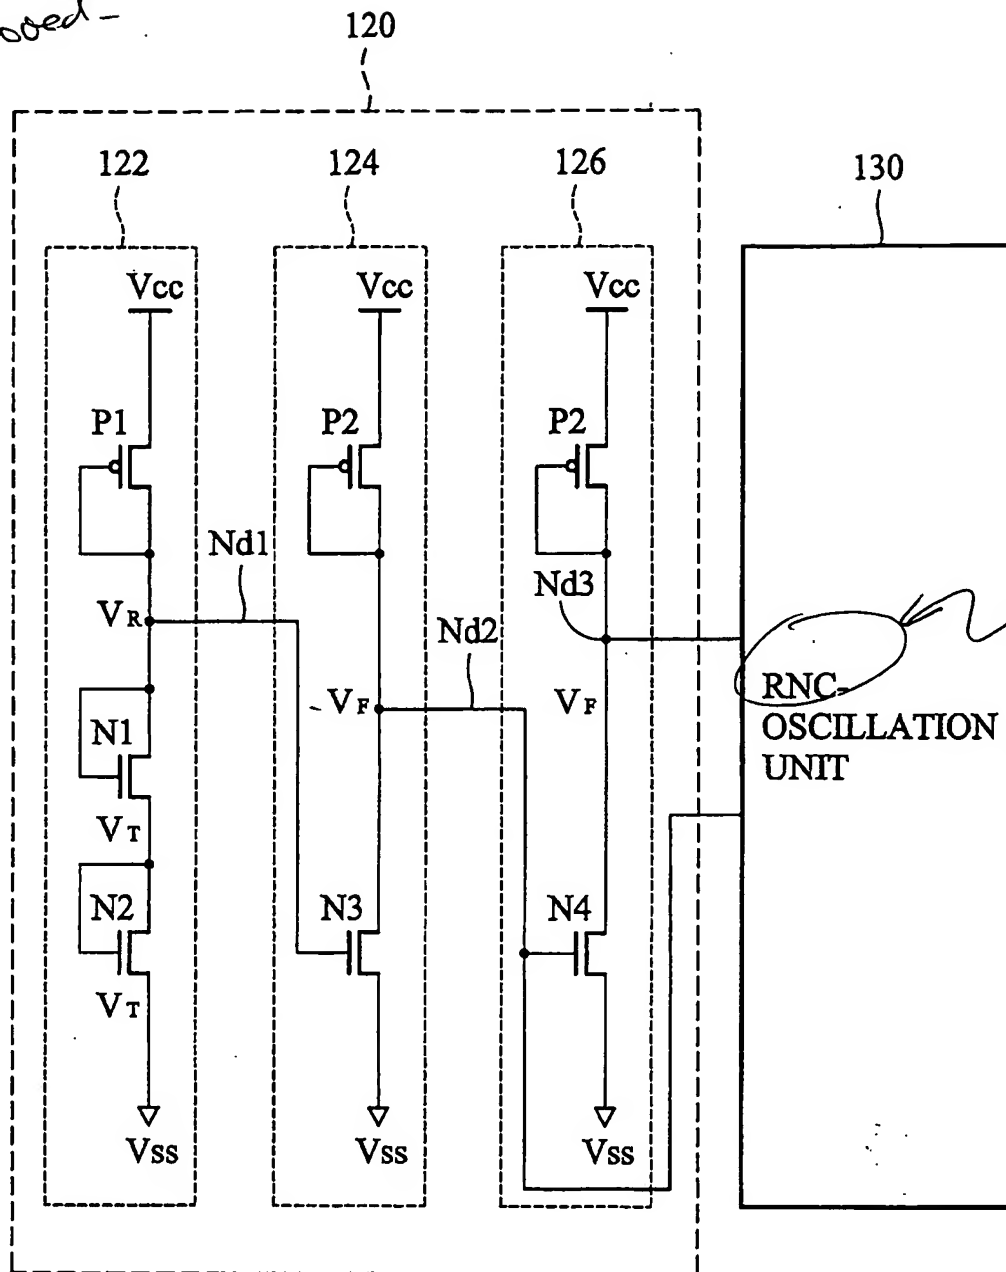 120
122
124
126
130
Vcc
Vcc
Vcc
P1
P2
P2
Nd1
Nd3
VR
Nd2
RNC-
VF
VF
OSCILLATION
N1
UNIT
VT
N2
N3
N4
VT
Vss
Vss
Vss